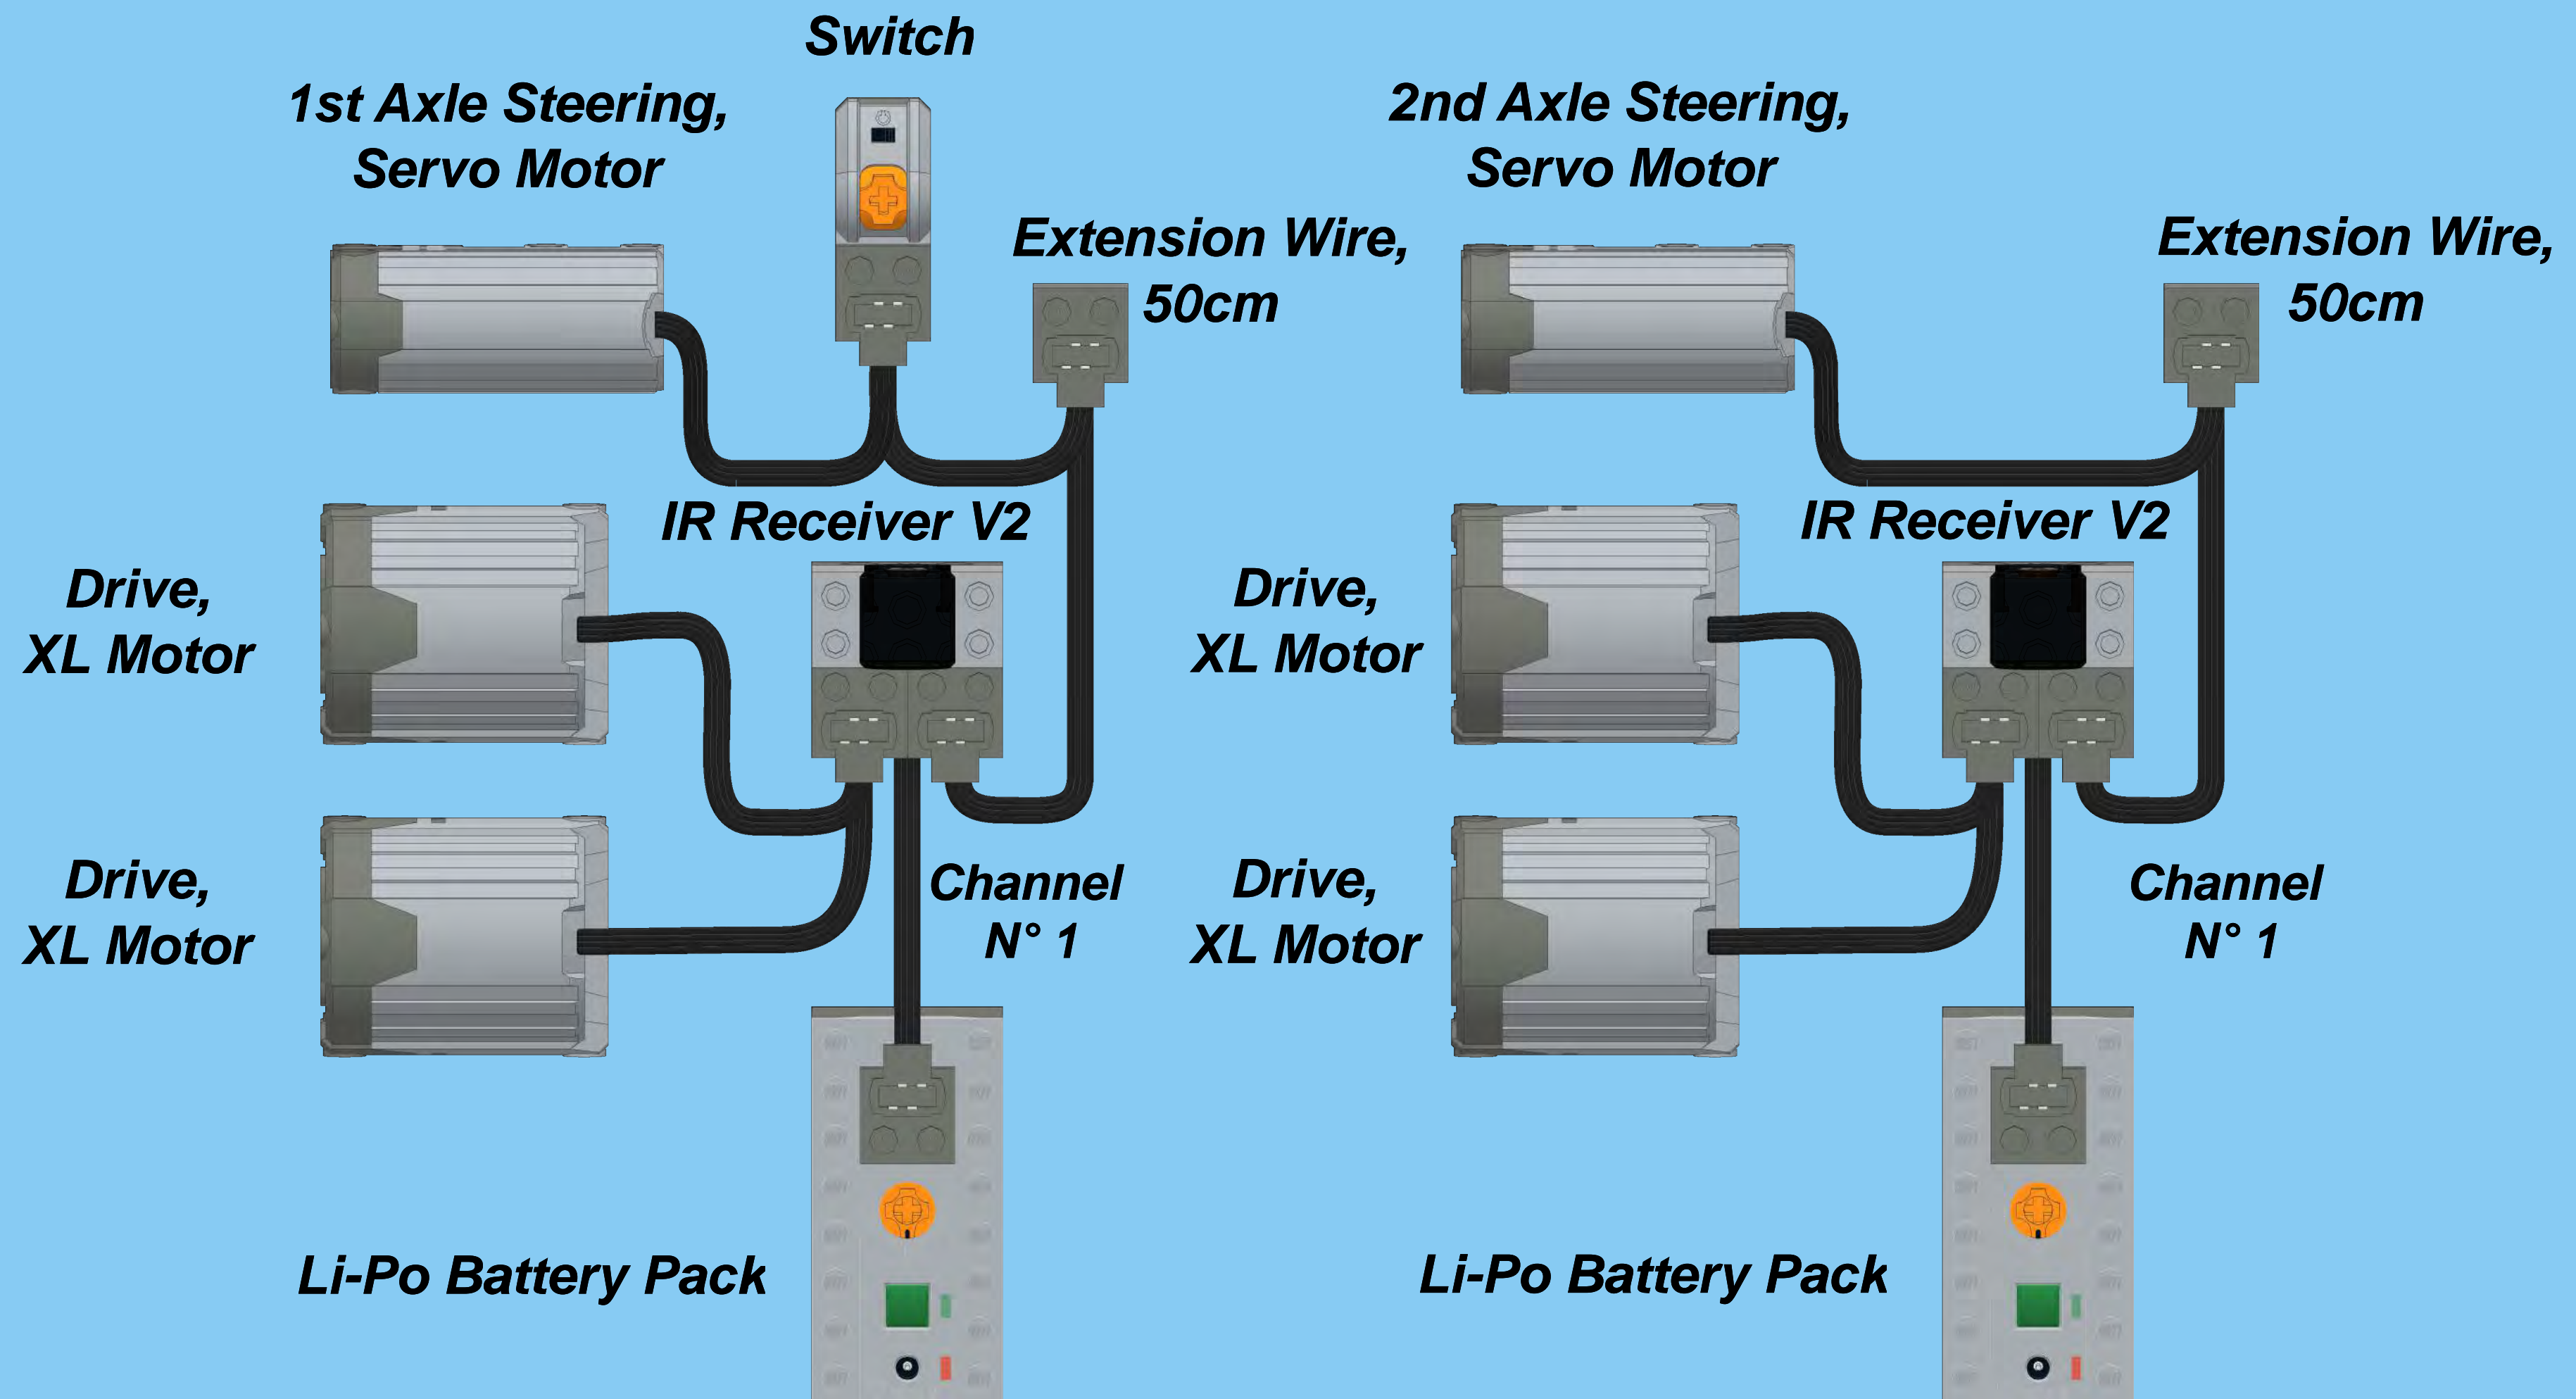 Switch
1st Axle Steering,
Servo Motor
Extension Wire,
50cm
IR Receiver V2
Drive,
XL Motor
Drive,
XL Motor
Channel
N° 1
Li-Po Battery Pack
2nd Axle Steering,
Servo Motor
Extension Wire,
50cm
IR Receiver V2
Drive,
XL Motor
Drive,
XL Motor
Channel
N° 1
Li-Po Battery Pack